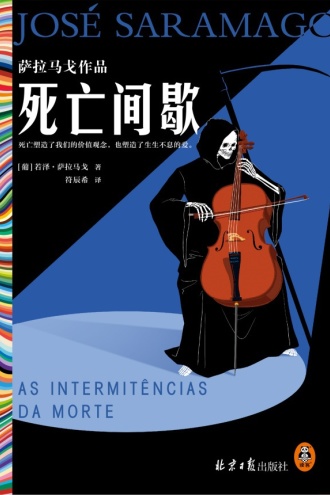 JOSÉ SARAMAGO
萨拉马戈作品
死亡间歇
死亡塑造了我们的价值观念，也塑造了生生不息的爱。
[葡] 若泽·萨拉马戈 著
符辰希 译
AS INTERMITÊNCIAS
DA MORTE
读客
北京日报出版社